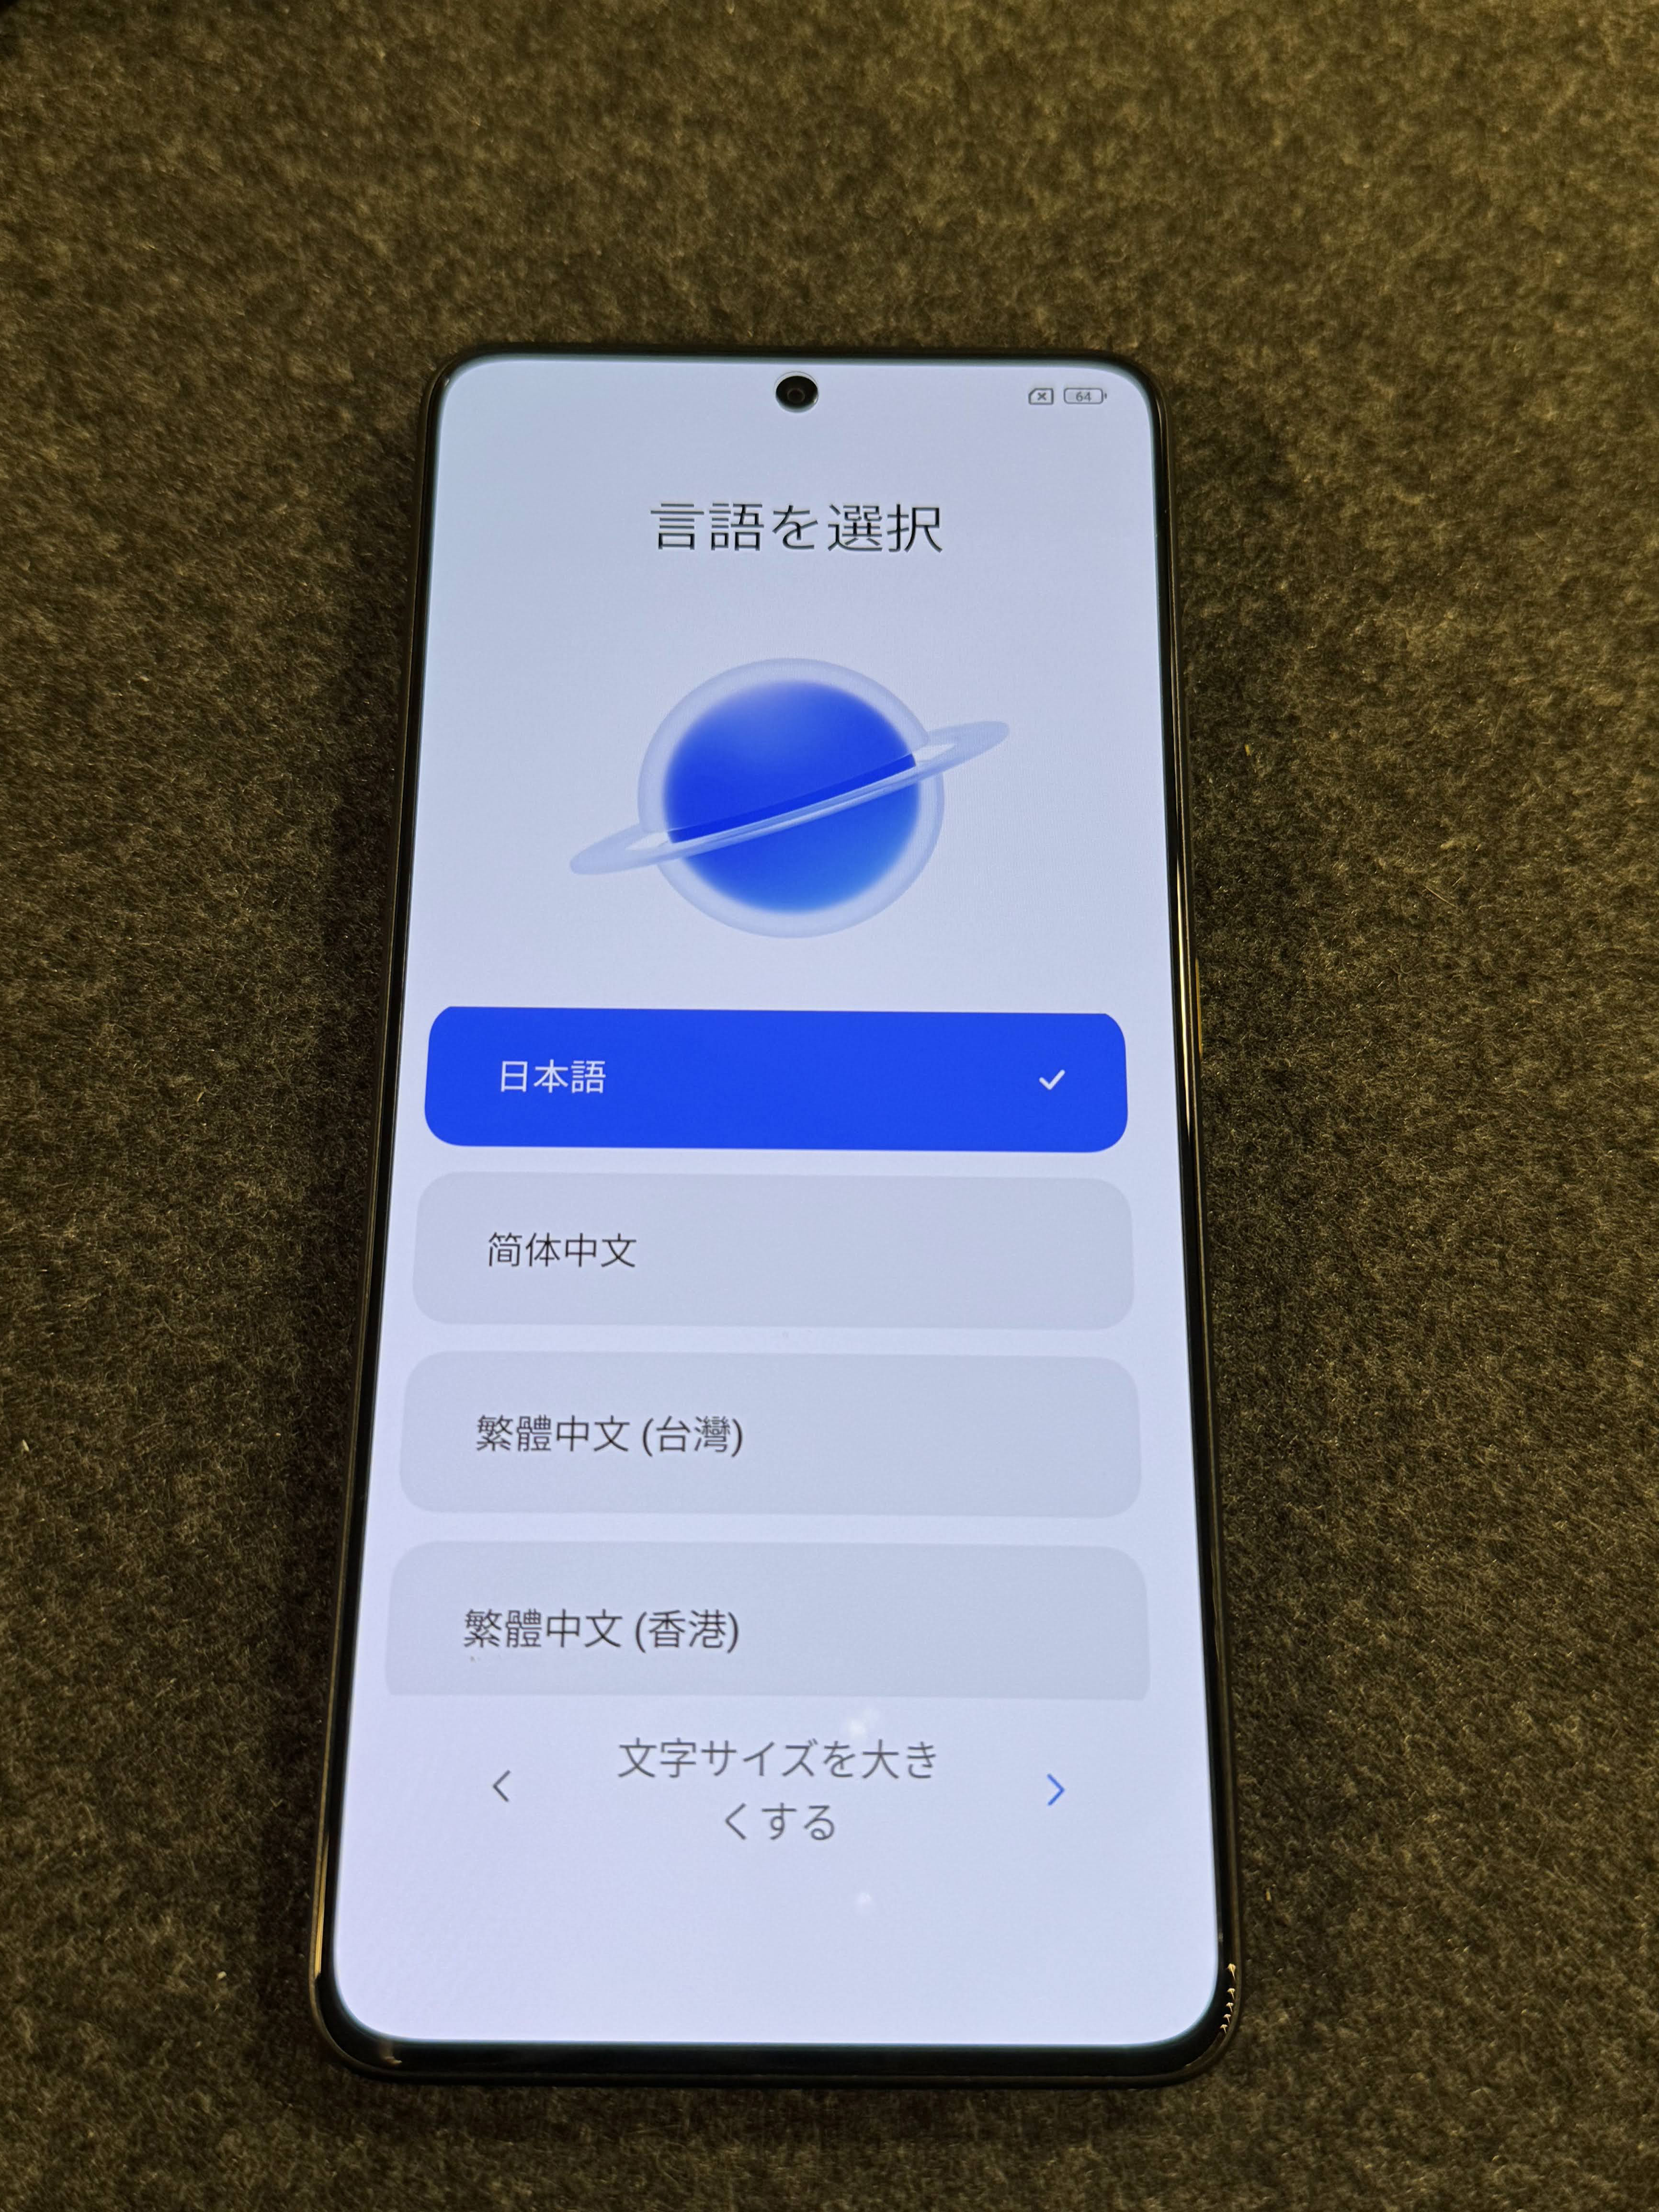 64
言語を選択
日本語
简体中文
繁體中文 (台灣)
繁體中文 (香港)
文字サイズを大き
くする